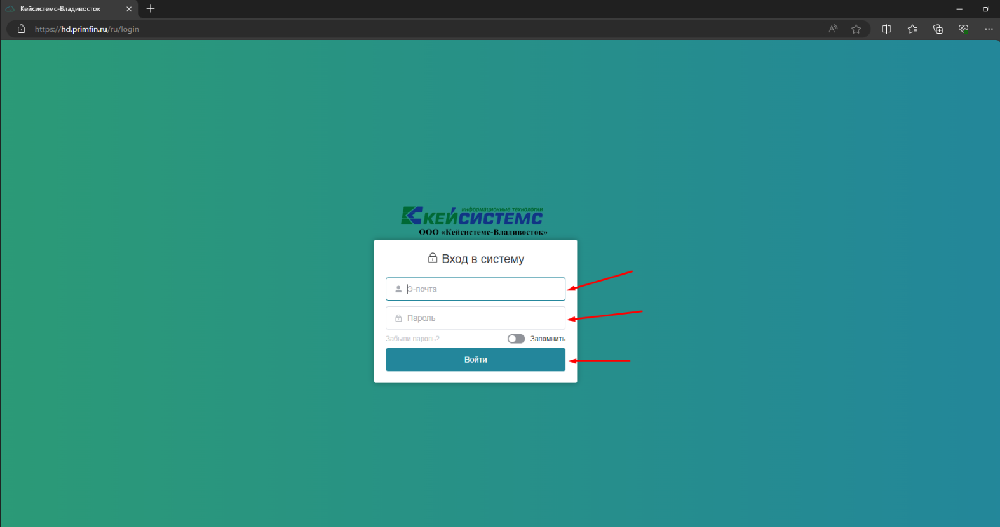 Кейсистемс-Владивосток
https://hd.primfin.ru/ru/login
информационные технологии
КЕЙСИСТЕМС
ООО «Кейсистемс-Владивосток»
Вход в систему
Э-почта
Пароль
Забыли пароль?
Запомнить
Войти